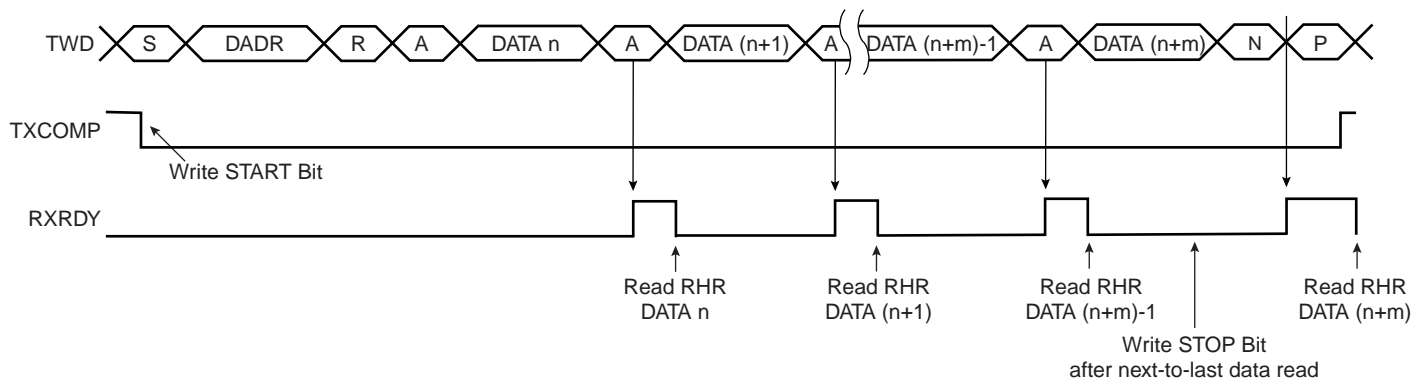 TWD S DADR R A DATA n A DATA (n+1) A DATA (n+m)-1 A DATA (n+m) N P
TXCOMP
Write START Bit
RXRDY
Read RHR Read RHR Read RHR Read RHR
DATA n DATA (n+1) DATA (n+m)-1 DATA (n+m)
Write STOP Bit
after next-to-last data read